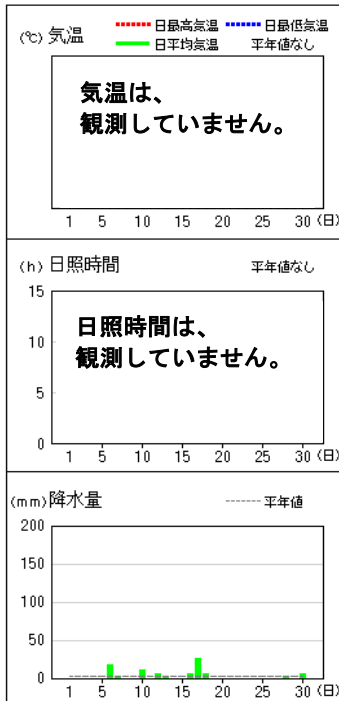 (℃) 気温 日最高気温 日最低気温
日平均気温 平年値なし
気温は、
観測していません。
1 5 10 15 20 25 30 (日)
(h) 日照時間 平年値なし
15
日照時間は、
観測していません。
10
5
0
1 5 10 15 20 25 30 (日)
(mm) 降水量 平年値
200
150
100
50
0
1 5 10 15 20 25 30 (日)